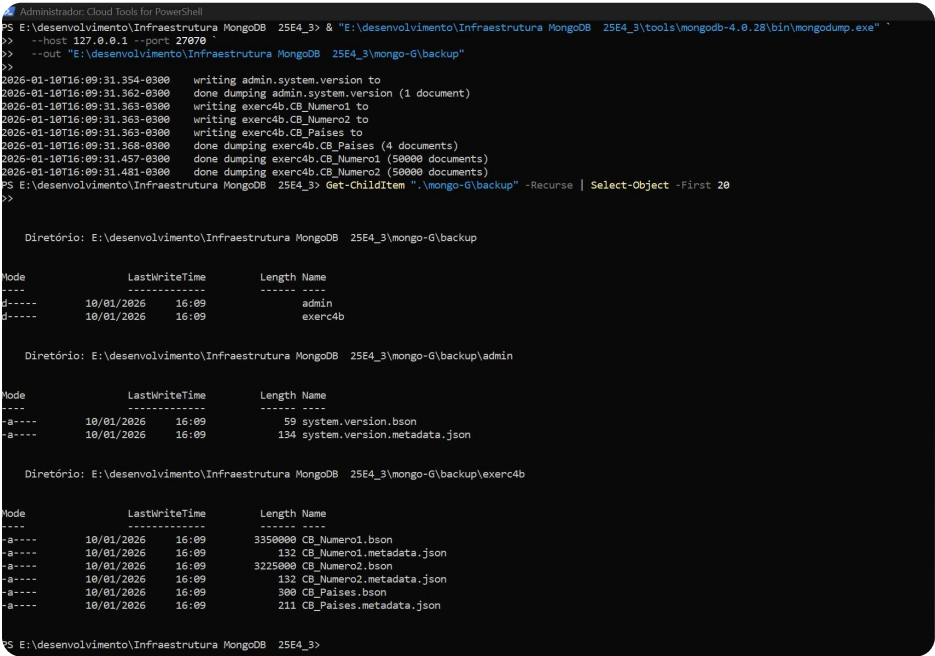 Administrador: Cloud Tools for PowerShell
PS E:\desenvolvimento\Infraestrutura MongoDB  25E4_3> & "E:\desenvolvimento\Infraestrutura MongoDB  25E4_3\tools\mongodb-4.0.28\bin\mongodump.exe" `
>>   --host 127.0.0.1 --port 27070 `
>>   --out "E:\desenvolvimento\Infraestrutura MongoDB  25E4_3\mongo-G\backup"
>>
2026-01-10T16:09:31.354-0300    writing admin.system.version to
2026-01-10T16:09:31.362-0300    done dumping admin.system.version (1 document)
2026-01-10T16:09:31.363-0300    writing exerc4b.CB_Numero1 to
2026-01-10T16:09:31.363-0300    writing exerc4b.CB_Numero2 to
2026-01-10T16:09:31.363-0300    writing exerc4b.CB_Paises to
2026-01-10T16:09:31.368-0300    done dumping exerc4b.CB_Paises (4 documents)
2026-01-10T16:09:31.457-0300    done dumping exerc4b.CB_Numero1 (50000 documents)
2026-01-10T16:09:31.481-0300    done dumping exerc4b.CB_Numero2 (50000 documents)
PS E:\desenvolvimento\Infraestrutura MongoDB  25E4_3> Get-ChildItem ".\mongo-G\backup" -Recurse | Select-Object -First 20
>>
    Diretório: E:\desenvolvimento\Infraestrutura MongoDB  25E4_3\mongo-G\backup
Mode                LastWriteTime         Length Name
----                -------------         ------ ----
d-----       10/01/2026     16:09                admin
d-----       10/01/2026     16:09                exerc4b
    Diretório: E:\desenvolvimento\Infraestrutura MongoDB  25E4_3\mongo-G\backup\admin
Mode                LastWriteTime         Length Name
----                -------------         ------ ----
-a----       10/01/2026     16:09             59 system.version.bson
-a----       10/01/2026     16:09            134 system.version.metadata.json
    Diretório: E:\desenvolvimento\Infraestrutura MongoDB  25E4_3\mongo-G\backup\exerc4b
Mode                LastWriteTime         Length Name
----                -------------         ------ ----
-a----       10/01/2026     16:09        3350000 CB_Numero1.bson
-a----       10/01/2026     16:09            132 CB_Numero1.metadata.json
-a----       10/01/2026     16:09        3225000 CB_Numero2.bson
-a----       10/01/2026     16:09            132 CB_Numero2.metadata.json
-a----       10/01/2026     16:09            300 CB_Paises.bson
-a----       10/01/2026     16:09            211 CB_Paises.metadata.json
PS E:\desenvolvimento\Infraestrutura MongoDB  25E4_3>